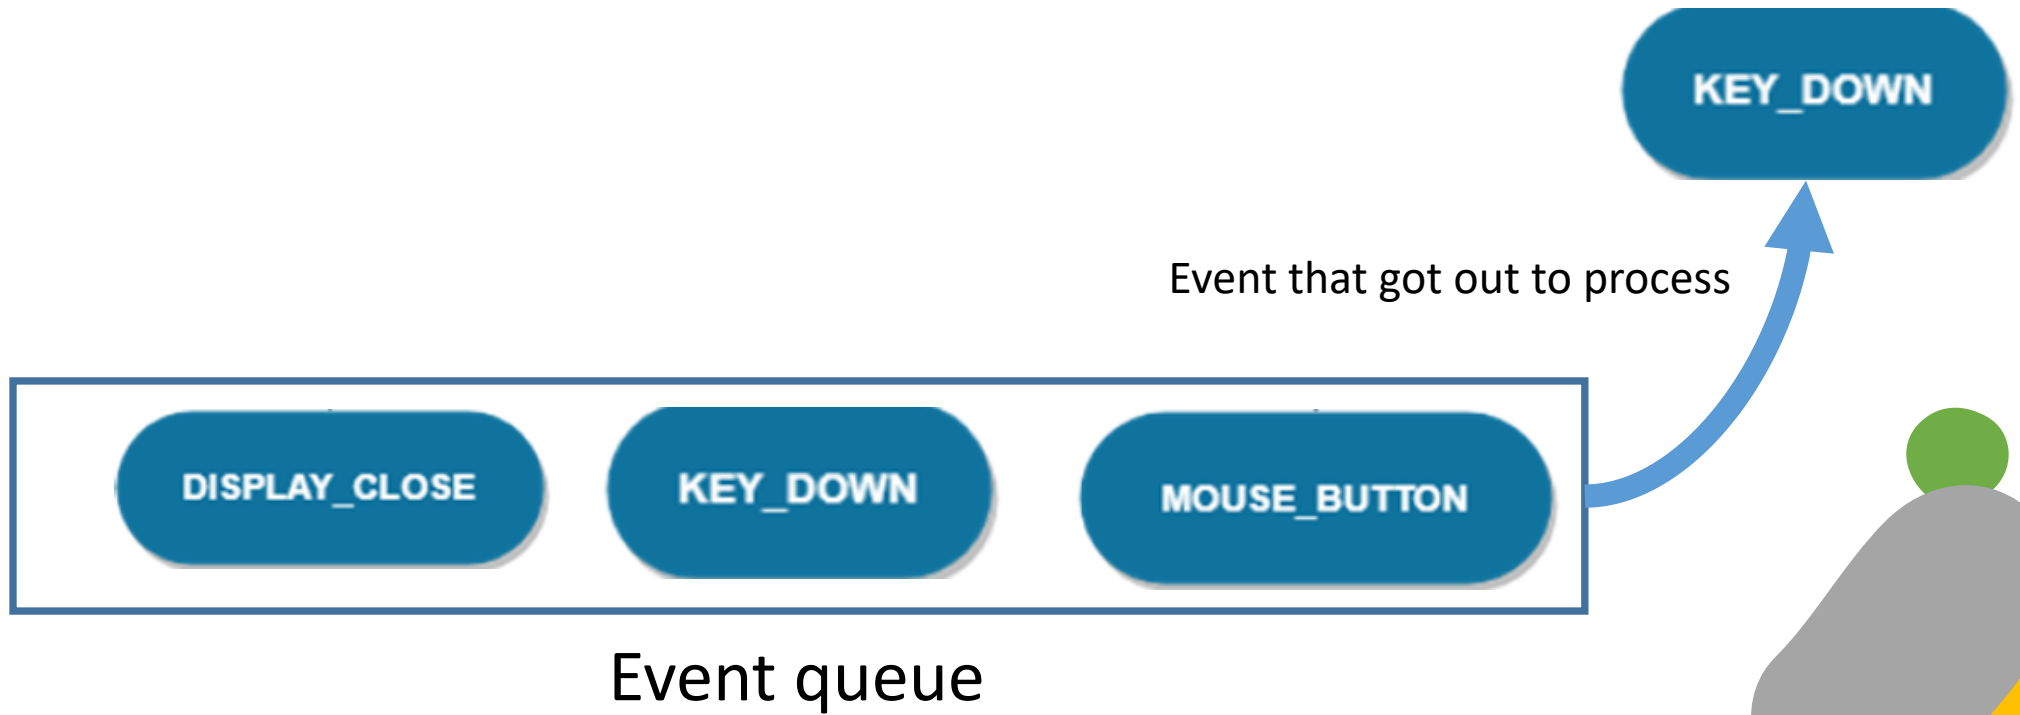 KEY_DOWN
Event that got out to process
DISPLAY_CLOSE
KEY_DOWN
MOUSE_BUTTON
Event queue